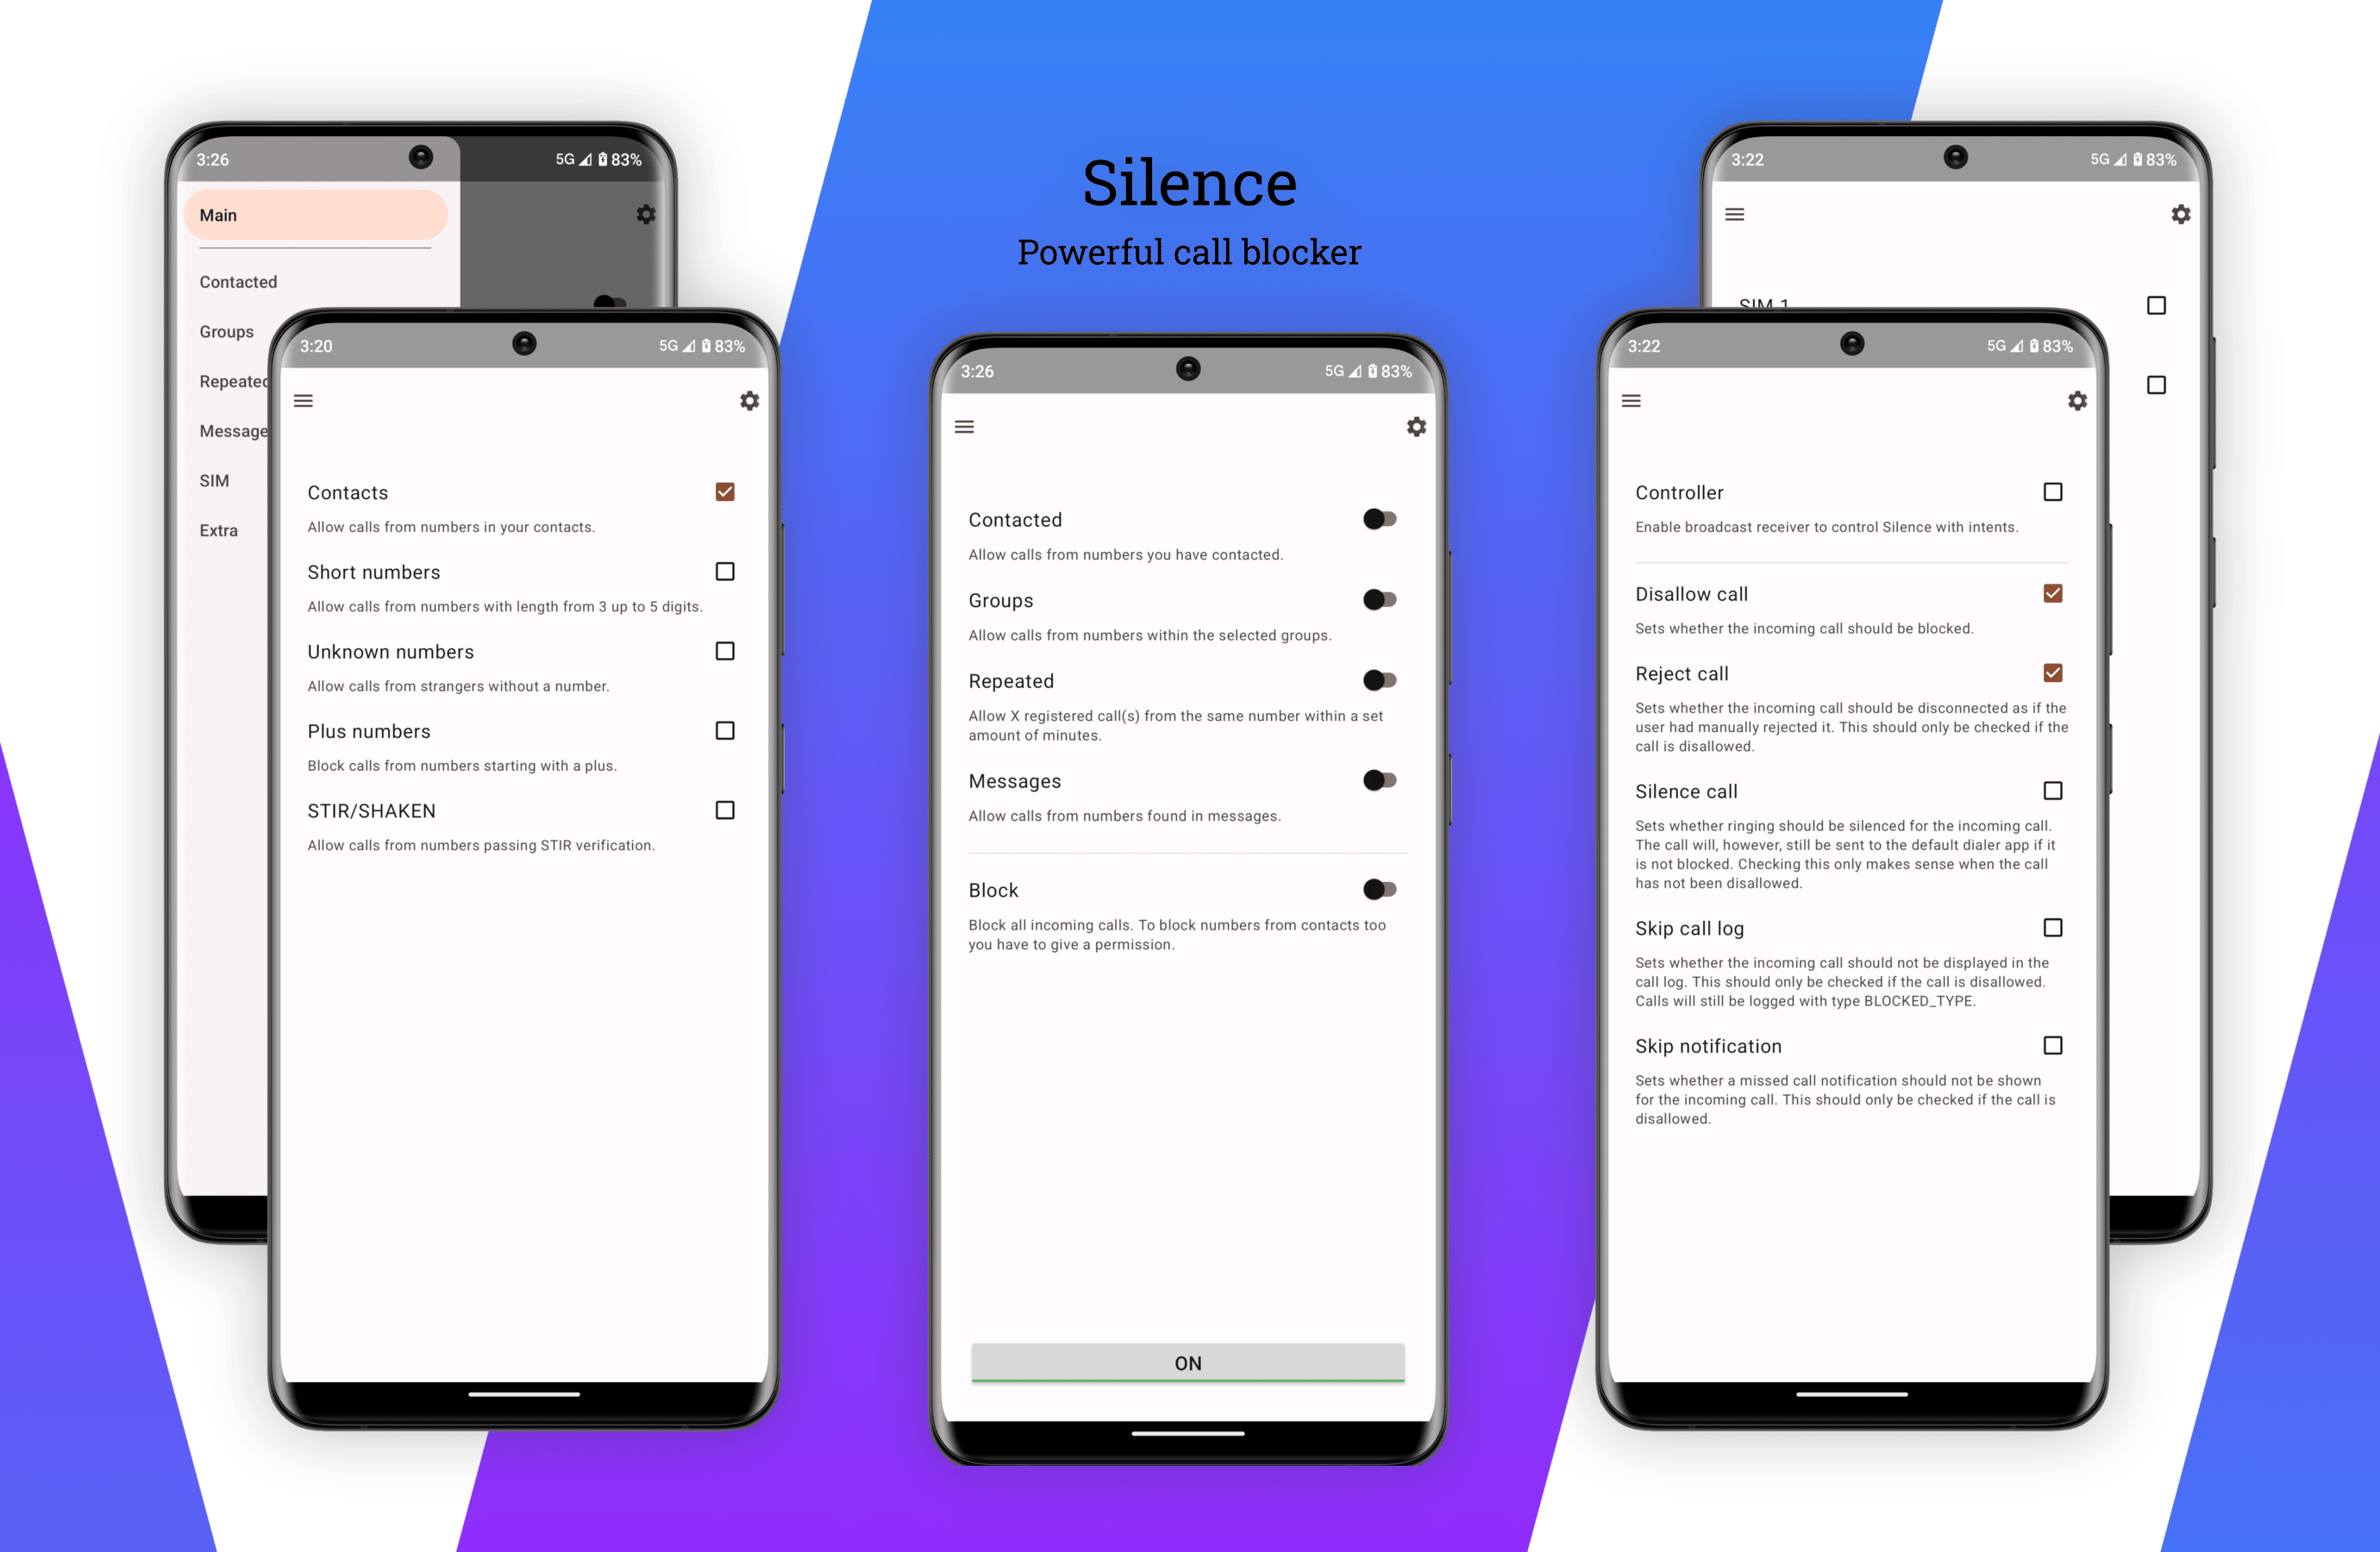 Silence
Powerful call blocker
3:26
5G
83%
Main
Contacted
Groups
Repeated
Message
SIM
Extra
3:20
5G
83%
Contacts
Allow calls from numbers in your contacts.
Short numbers
Allow calls from numbers with length from 3 up to 5 digits.
Unknown numbers
Allow calls from strangers without a number.
Plus numbers
Block calls from numbers starting with a plus.
STIR/SHAKEN
Allow calls from numbers passing STIR verification.
3:26
5G
83%
Contacted
Allow calls from numbers you have contacted.
Groups
Allow calls from numbers within the selected groups.
Repeated
Allow X registered call(s) from the same number within a set
amount of minutes.
Messages
Allow calls from numbers found in messages.
Block
Block all incoming calls. To block numbers from contacts too
you have to give a permission.
ON
3:22
5G
83%
SIM 1
3:22
5G
83%
Controller
Enable broadcast receiver to control Silence with intents.
Disallow call
Sets whether the incoming call should be blocked.
Reject call
Sets whether the incoming call should be disconnected as if the
user had manually rejected it. This should only be checked if the
call is disallowed.
Silence call
Sets whether ringing should be silenced for the incoming call.
The call will, however, still be sent to the default dialer app if it
is not blocked. Checking this only makes sense when the call
has not been disallowed.
Skip call log
Sets whether the incoming call should not be displayed in the
call log. This should only be checked if the call is disallowed.
Calls will still be logged with type BLOCKED_TYPE.
Skip notification
Sets whether a missed call notification should not be shown
for the incoming call. This should only be checked if the call is
disallowed.